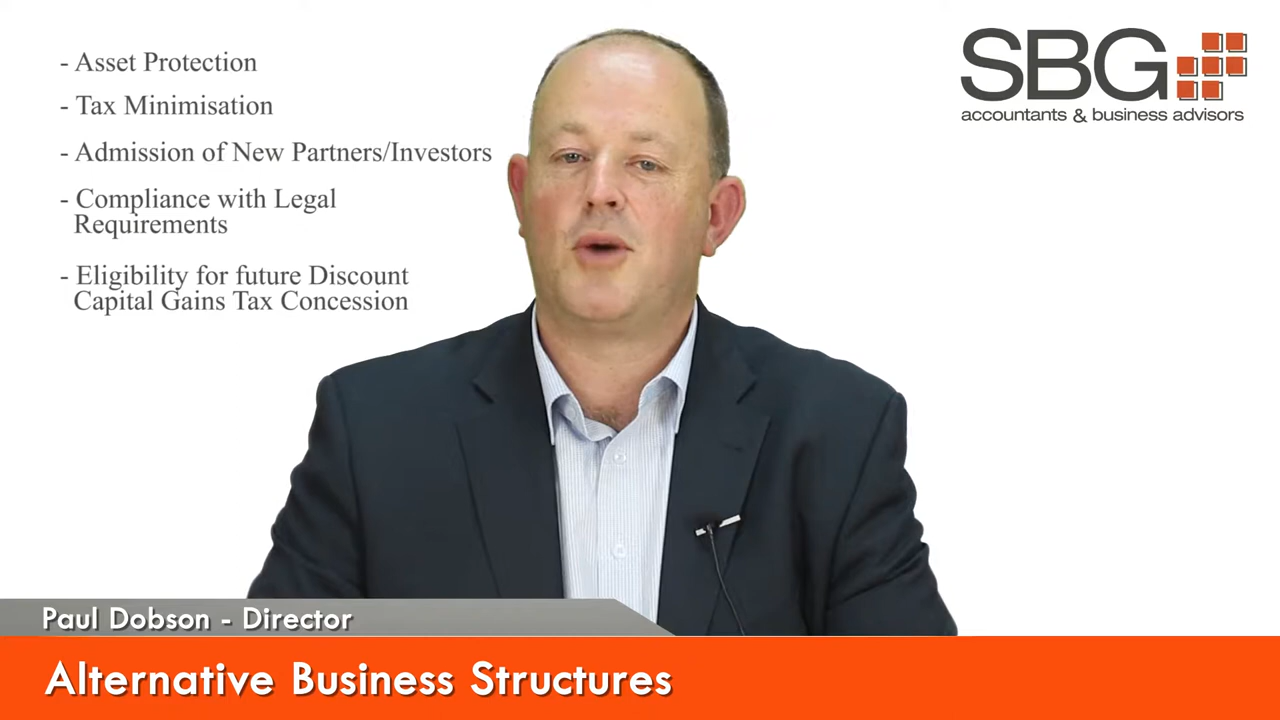 - Asset Protection
- Tax Minimisation
- Admission of New Partners/Investors
- Compliance with Legal
Requirements
- Eligibility for future Discount
Capital Gains Tax Concession
SBG
accountants & business advisors
Paul Dobson - Director
Alternative Business Structures